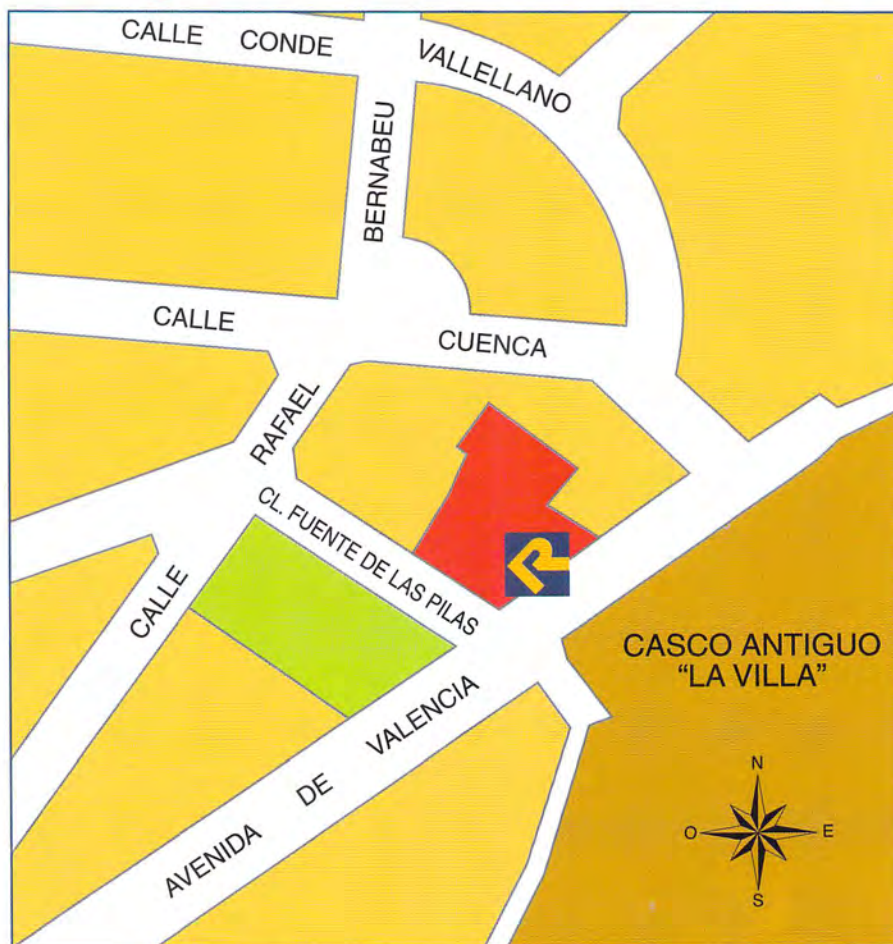 CALLE CONDE VALLELLANO
CALLE RAFAEL BERNABEU
CALLE CUENCA
CL. FUENTE DE LAS PILAS
AVENIDA DE VALENCIA
CASCO ANTIGUO
“LA VILLA”
N
O
E
S